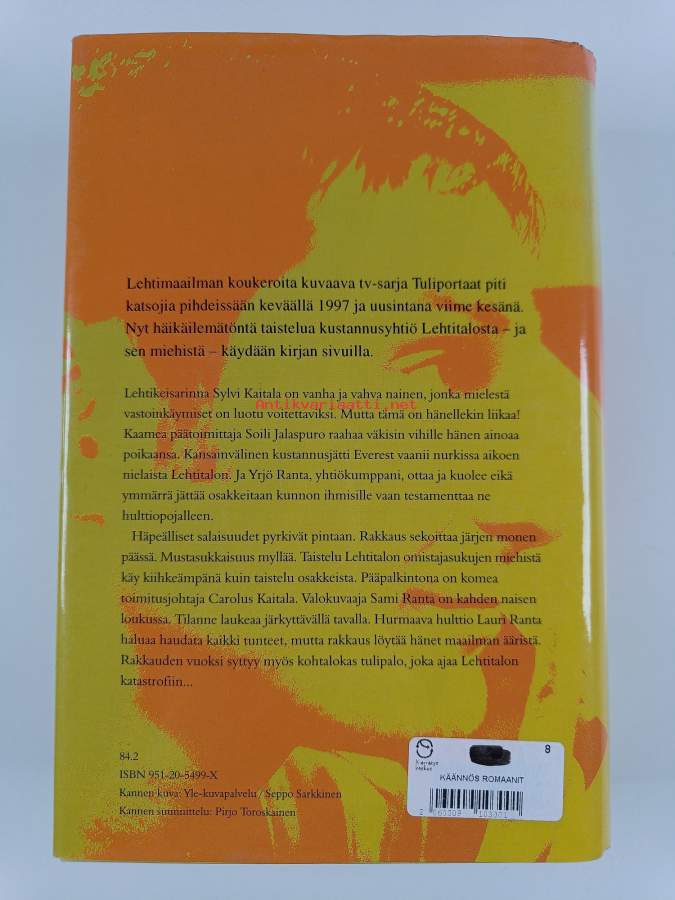 Lehtimaailman koukeroita kuvaava tv-sarja Tuliportaat piti
katsojia pihdeissään keväällä 1997 ja uusintana viime kesänä.
Nyt häikäilemätöntä taistelua kustannusyhtiö Lehtitalosta – ja
sen miehistä – käydään kirjan sivuilla.
Lehtikeisarinna Sylvi Kaitala on vanha ja vahva nainen, jonka mielestä
vastoinkäymiset on luotu voitettaviksi. Mutta tämä on hänellekin liikaa!
Antikvariaatti.net
Kaamea päätoimittaja Soili Jalaspuro raahaa väkisin vihille hänen ainoaa
poikaansa. Kansainvälinen kustannusjätti Everest vaanii nurkissa aikoen
nielaista Lehtitalon. Ja Yrjö Ranta, yhtiökumppani, ottaa ja kuolee eikä
ymmärrä jättää osakkeitaan kunnon ihmisille vaan testamenttaa ne
hulttiopojalleen.
Häpeälliset salaisuudet pyrkivät pintaan. Rakkaus sekoittaa järjen monen
päässä. Mustasukkaisuus myllää. Taistelu Lehtitalon omistajasukujen miehistä
käy kiihkeämpänä kuin taistelu osakkeista. Pääpalkintona on komea
toimitusjohtaja Carolus Kaitala. Valokuvaaja Sami Ranta on kahden naisen
loukussa. Tilanne laukeaa järkyttävällä tavalla. Hurmaava hulttio Lauri Ranta
haluaa haudata kaikki tunteet, mutta rakkaus löytää hänet maailman ääristä.
Rakkauden vuoksi syttyy myös kohtalokas tulipalo, joka ajaa Lehtitalon
katastrofiin...
84.2
ISBN 951-20-5499-X
Kannen kuva: Yle-kuvapalvelu / Seppo Sarkkinen
Kannen suunnittelu: Pirjo Toroskainen
8
KÄÄNNÖS ROMAANIT